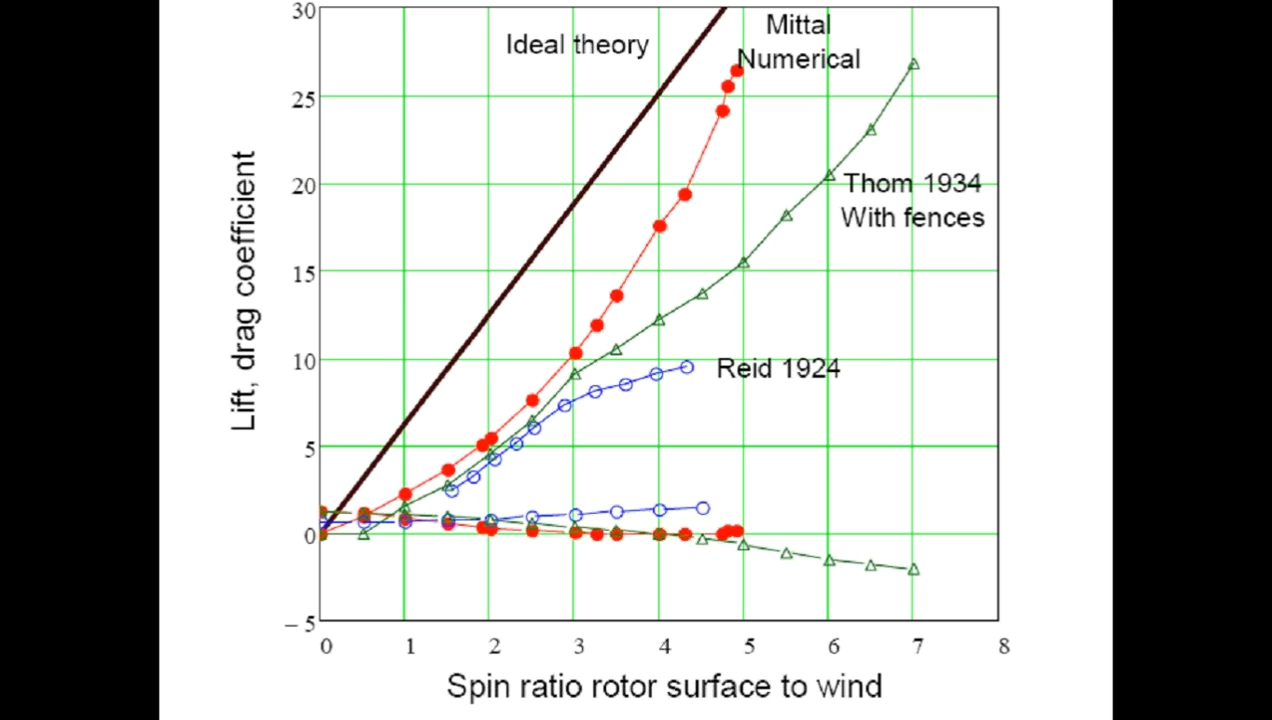 30
Mittal
Ideal theory
Numerical
25
Thom 1934
20
With fences
15
10
Reid 1924
5
0
– 5
0 1 2 3 4 5 6 7 8
Lift, drag coefficient
Spin ratio rotor surface to wind